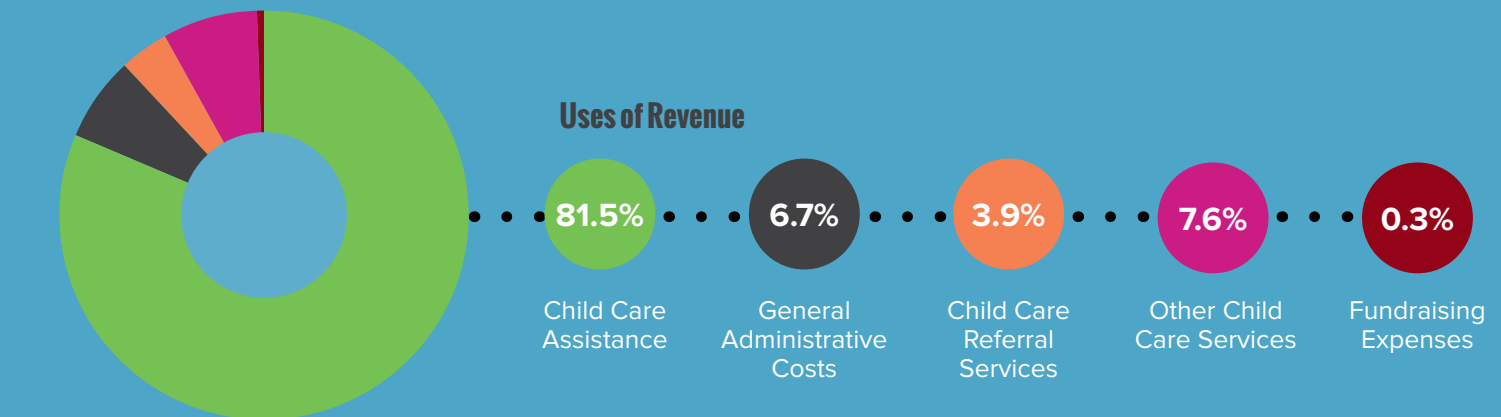 Uses of Revenue
81.5%
6.7%
3.9%
7.6%
0.3%
Child Care
Assistance
General
Administrative
Costs
Child Care
Referral
Services
Other Child
Care Services
Fundraising
Expenses